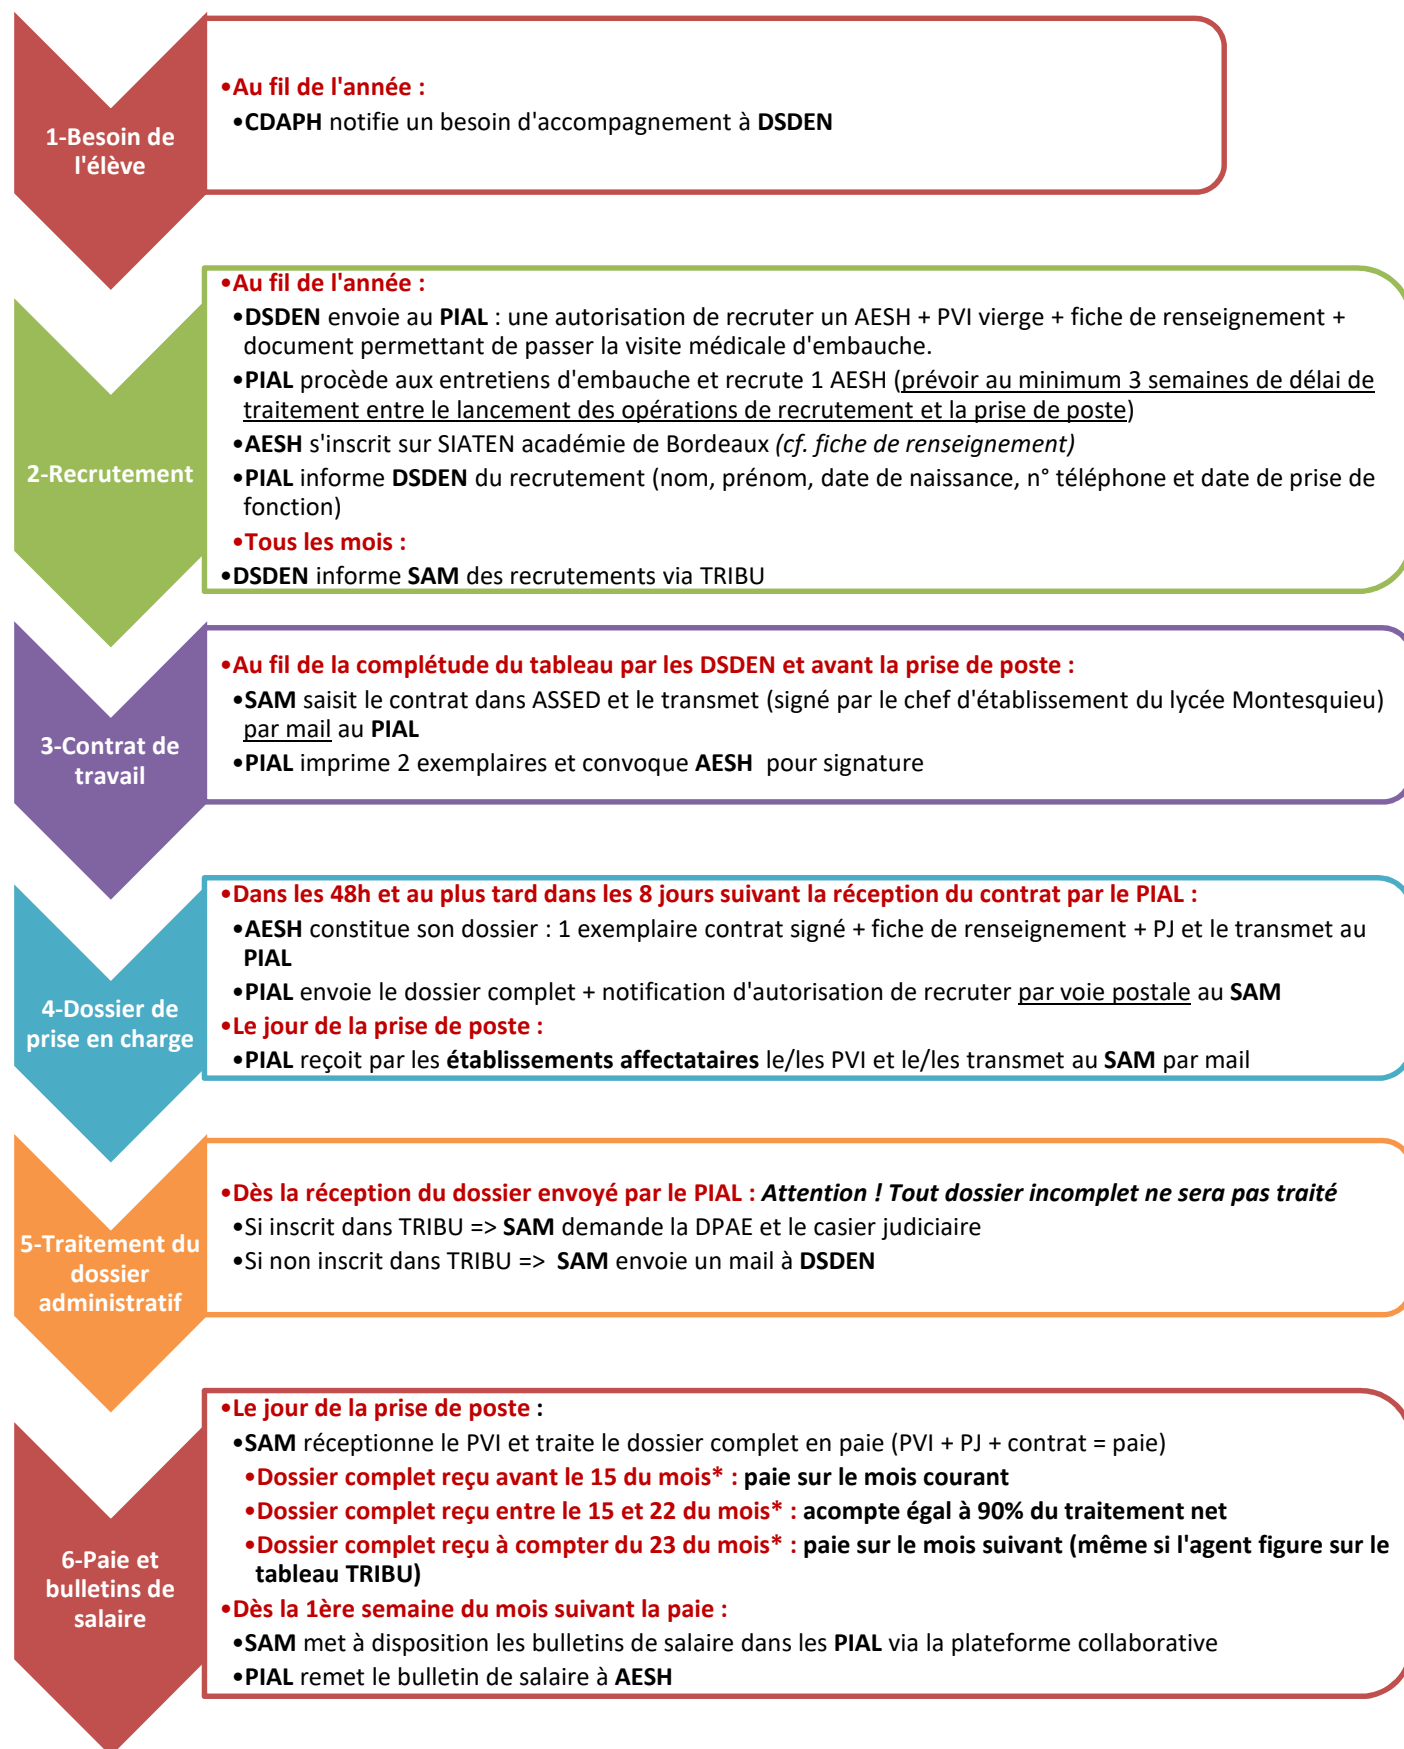 1-Besoin de
l'élève
•Au fil de l'année :
•CDAPH notifie un besoin d'accompagnement à DSDEN
2-Recrutement
•Au fil de l'année :
•DSDEN envoie au PIAL : une autorisation de recruter un AESH + PVI vierge + fiche de renseignement +
document permettant de passer la visite médicale d'embauche.
•PIAL procède aux entretiens d'embauche et recrute 1 AESH (prévoir au minimum 3 semaines de délai de
traitement entre le lancement des opérations de recrutement et la prise de poste)
•AESH s'inscrit sur SIATEN académie de Bordeaux (cf. fiche de renseignement)
•PIAL informe DSDEN du recrutement (nom, prénom, date de naissance, n° téléphone et date de prise de
fonction)
•Tous les mois :
•DSDEN informe SAM des recrutements via TRIBU
3-Contrat de
travail
•Au fil de la complétude du tableau par les DSDEN et avant la prise de poste :
•SAM saisit le contrat dans ASSED et le transmet (signé par le chef d'établissement du lycée Montesquieu)
par mail au PIAL
•PIAL imprime 2 exemplaires et convoque AESH  pour signature
4-Dossier de
prise en charge
•Dans les 48h et au plus tard dans les 8 jours suivant la réception du contrat par le PIAL :
•AESH constitue son dossier : 1 exemplaire contrat signé + fiche de renseignement + PJ et le transmet au
PIAL
•PIAL envoie le dossier complet + notification d'autorisation de recruter par voie postale au SAM
•Le jour de la prise de poste :
•PIAL reçoit par les établissements affectataires le/les PVI et le/les transmet au SAM par mail
5-Traitement du
dossier
administratif
•Dès la réception du dossier envoyé par le PIAL : Attention ! Tout dossier incomplet ne sera pas traité
•Si inscrit dans TRIBU => SAM demande la DPAE et le casier judiciaire
•Si non inscrit dans TRIBU =>  SAM envoie un mail à DSDEN
6-Paie et
bulletins de
salaire
•Le jour de la prise de poste :
•SAM réceptionne le PVI et traite le dossier complet en paie (PVI + PJ + contrat = paie)
•Dossier complet reçu avant le 15 du mois* : paie sur le mois courant
•Dossier complet reçu entre le 15 et 22 du mois* : acompte égal à 90% du traitement net
•Dossier complet reçu à compter du 23 du mois* : paie sur le mois suivant (même si l'agent figure sur le
tableau TRIBU)
•Dès la 1ère semaine du mois suivant la paie :
•SAM met à disposition les bulletins de salaire dans les PIAL via la plateforme collaborative
•PIAL remet le bulletin de salaire à AESH